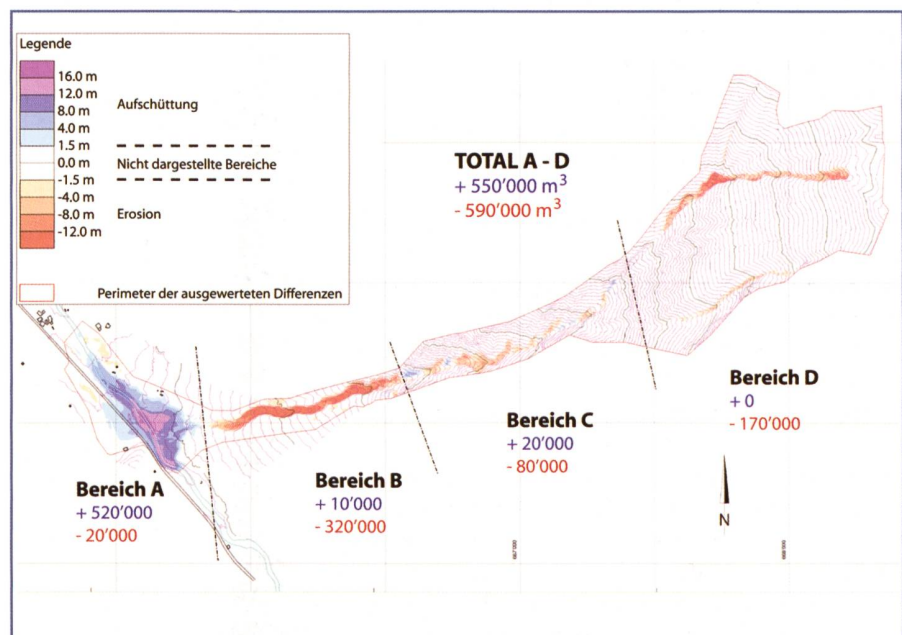 Legende
16.0 m
12.0 m
8.0 m
4.0 m
1.5 m
0.0 m
-1.5 m
-4.0 m
-8.0 m
-12.0 m
Aufschüttung
Nicht dargestellte Bereiche
Erosion
Perimeter der ausgewerteten Differenzen
TOTAL A - D
+ 550'000 m³
- 590'000 m³
Bereich A
+ 520'000
- 20'000
Bereich B
+ 10'000
- 320'000
Bereich C
+ 20'000
- 80'000
Bereich D
+ 0
- 170'000
N